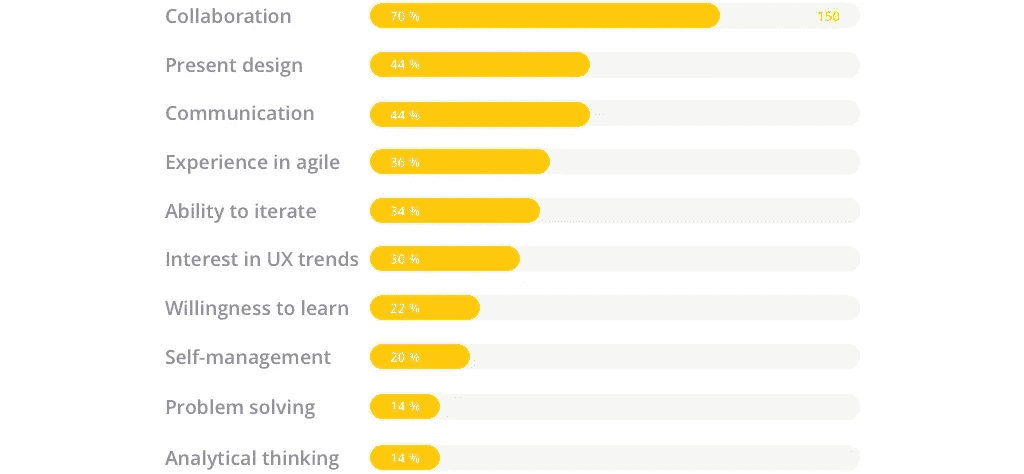 Collaboration 70 % 150
Present design 44 %
Communication 44 %
Experience in agile 36 %
Ability to iterate 34 %
Interest in UX trends 30 %
Willingness to learn 22 %
Self-management 20 %
Problem solving 14 %
Analytical thinking 14 %